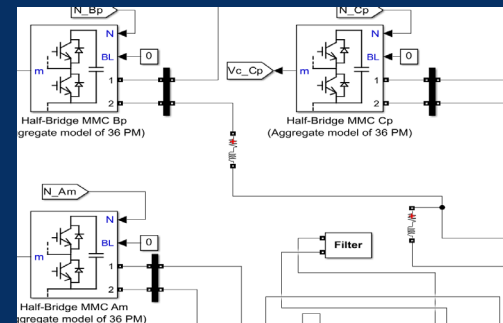 N_Bp
N_Cp
N
BL
0
m
1
2
Half-Bridge MMC Bp
gregate model of 36 PM)
Vc_Cp
N
BL
0
m
1
2
Half-Bridge MMC Cp
(Aggregate model of 36 PM)
N_Am
N
BL
0
m
1
2
Half-Bridge MMC Am
ggregate model of 36 PM)
Filter